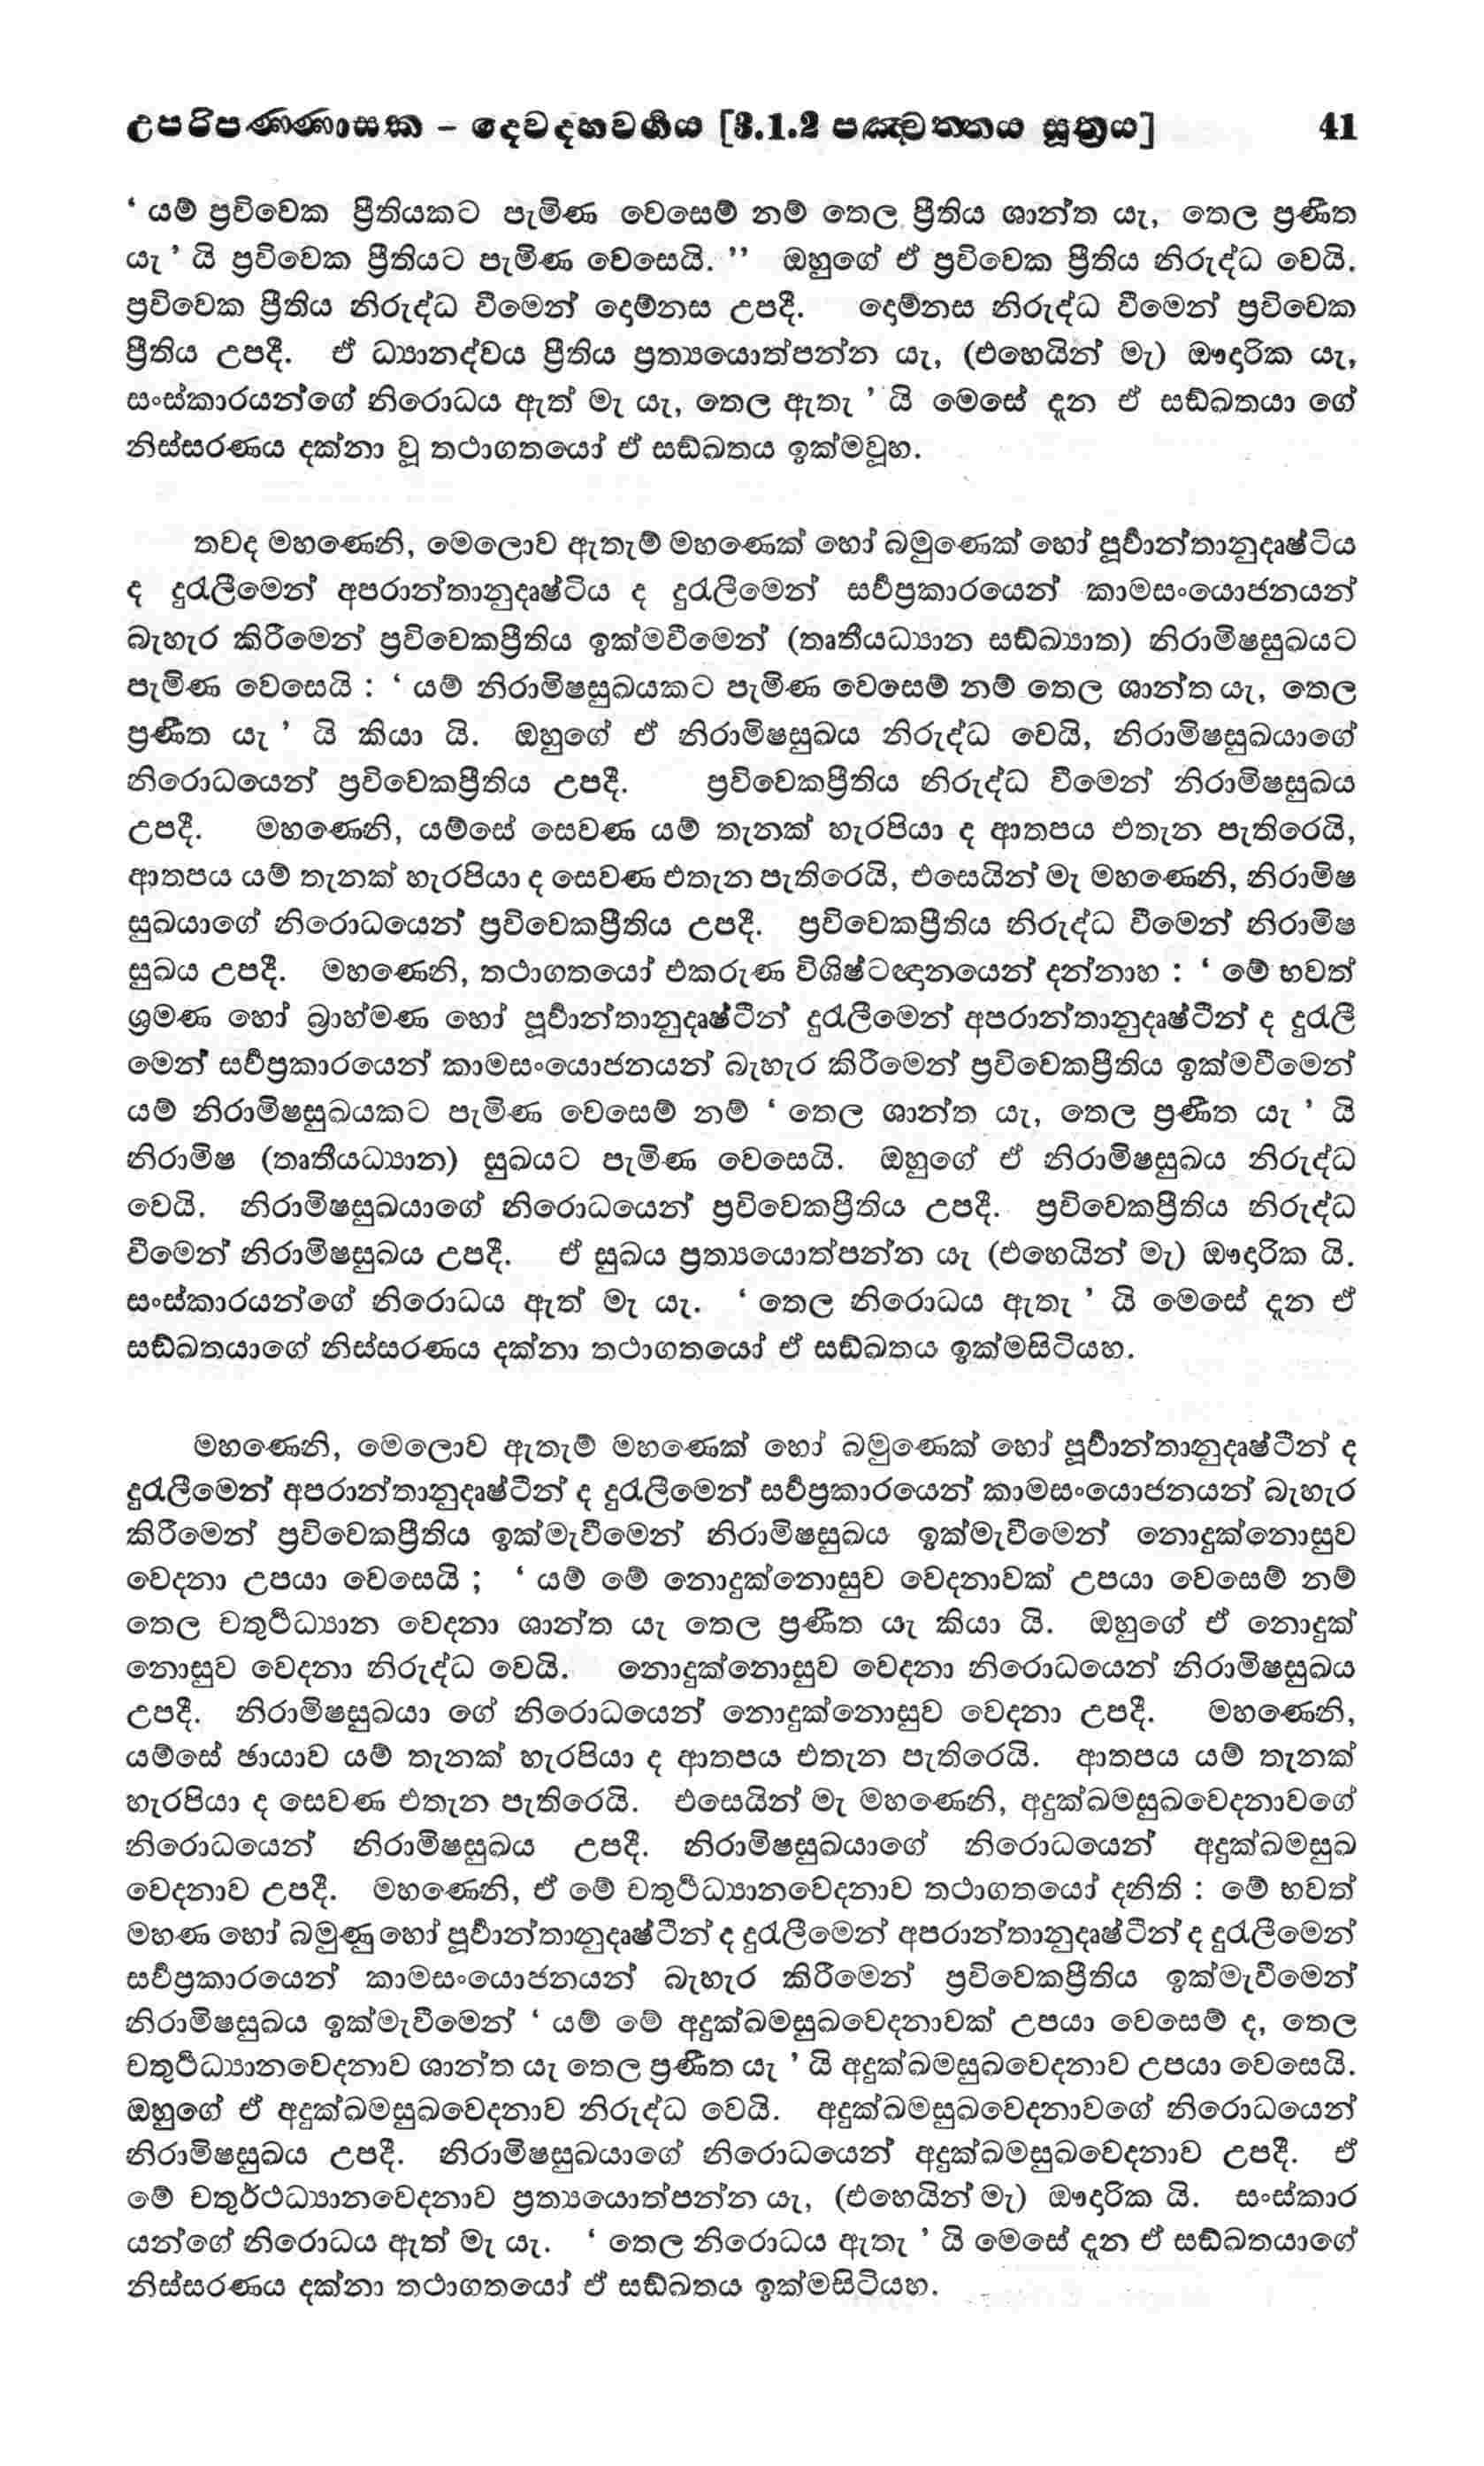 උපරිපණ්ණාසක – දෙවදහවර්‍ගය [3.1.2 පඤ්චත්තය සූත්‍රය] 41
‘ යම් ප්‍රවිවෙක ප්‍රීතියකට පැමිණ වෙසෙම් නම් තෙල ප්‍රීතිය ශාන්ත යැ, තෙල ප්‍රණීත
යැ ’ යි ප්‍රවිවෙක ප්‍රීතියට පැමිණ වෙසෙයි. ’’ ඔහුගේ ඒ ප්‍රවිවෙක ප්‍රීතිය නිරුද්ධ වෙයි.
ප්‍රවිවෙක ප්‍රීතිය නිරුද්ධ වීමෙන් දොම්නස උපදී. දොම්නස නිරුද්ධ වීමෙන් ප්‍රවිවෙක
ප්‍රීතිය උපදී. ඒ ධ්‍යානද්වය ප්‍රීතිය ප්‍රත්‍යයොත්පන්න යැ, (එහෙයින් මැ) ඖදාරික යැ,
සංස්කාරයන්ගේ නිරොධය ඇත් මැ යැ, තෙල ඇතැ ’ යි මෙසේ දැන ඒ සඞ්ඛතයා ගේ
නිස්සරණය දක්නා වූ තථාගතයෝ ඒ සඞ්ඛතය ඉක්මවූහ.
තවද මහණෙනි, මෙලොව ඇතැම් මහණෙක් හෝ බමුණෙක් හෝ පූර්‍වාන්තානුදෘෂ්ටිය
ද දුරැලීමෙන් අපරාන්තානුදෘෂ්ටිය ද දුරැලීමෙන් සර්‍වප්‍රකාරයෙන් කාමසංයොජනයන්
බැහැර කිරීමෙන් ප්‍රවිවෙකප්‍රීතිය ඉක්මවීමෙන් (තෘතීයධ්‍යාන සඞ්ඛ්‍යාත) නිරාමිෂසුඛයට
පැමිණ වෙසෙයි : ‘ යම් නිරාමිෂසුඛයකට පැමිණ වෙසෙම් නම් තෙල ශාන්ත යැ, තෙල
ප්‍රණීත යැ ’ යි කියා යි. ඔහුගේ ඒ නිරාමිෂසුඛය නිරුද්ධ වෙයි, නිරාමිෂසුඛයාගේ
නිරොධයෙන් ප්‍රවිවෙකප්‍රීතිය උපදී. ප්‍රවිවෙකප්‍රීතිය නිරුද්ධ වීමෙන් නිරාමිෂසුඛය
උපදී. මහණෙනි, යම්සේ සෙවණ යම් තැනක් හැරපියා ද ආතපය එතැන පැතිරෙයි,
ආතපය යම් තැනක් හැරපියා ද සෙවණ එතැන පැතිරෙයි, එසෙයින් මැ මහණෙනි, නිරාමිෂ
සුඛයාගේ නිරොධයෙන් ප්‍රවිවෙකප්‍රීතිය උපදී. ප්‍රවිවෙකප්‍රීතිය නිරුද්ධ වීමෙන් නිරාමිෂ
සුඛය උපදී. මහණෙනි, තථාගතයෝ එකරුණ විශිෂ්ටඥානයෙන් දන්නාහ : ‘ මේ භවත්
ශ්‍රමණ හෝ බ්‍රාහ්මණ හෝ පූර්‍වාන්තානුදෘෂ්ටීන් දුරැලීමෙන් අපරාන්තානුදෘෂ්ටීන් ද දුරැලී
මෙන් සර්‍වප්‍රකාරයෙන් කාමසංයොජනයන් බැහැර කිරීමෙන් ප්‍රවිවෙකප්‍රීතිය ඉක්මවීමෙන්
යම් නිරාමිෂසුඛයකට පැමිණ වෙසෙම් නම් ‘ තෙල ශාන්ත යැ, තෙල ප්‍රණීත යැ ’ යි
නිරාමිෂ (තෘතීයධ්‍යාන) සුඛයට පැමිණ වෙසෙයි. ඔහුගේ ඒ නිරාමිෂසුඛය නිරුද්ධ
වෙයි. නිරාමිෂසුඛයාගේ නිරොධයෙන් ප්‍රවිවෙකප්‍රීතිය උපදී. ප්‍රවිවෙකප්‍රීතිය නිරුද්ධ
වීමෙන් නිරාමිෂසුඛය උපදී. ඒ සුඛය ප්‍රත්‍යයොත්පන්න යැ (එහෙයින් මැ) ඖදාරික යි.
සංස්කාරයන්ගේ නිරොධය ඇත් මැ යැ. ‘ තෙල නිරොධය ඇතැ ’ යි මෙසේ දැන ඒ
සඞ්ඛතයාගේ නිස්සරණය දක්නා තථාගතයෝ ඒ සඞ්ඛතය ඉක්මසිටියහ.
මහණෙනි, මෙලොව ඇතැම් මහණෙක් හෝ බමුණෙක් හෝ පූර්‍වාන්තානුදෘෂ්ටීන් ද
දුරැලීමෙන් අපරාන්තානුදෘෂ්ටීන් ද දුරැලීමෙන් සර්‍වප්‍රකාරයෙන් කාමසංයොජනයන් බැහැර
කිරීමෙන් ප්‍රවිවෙකප්‍රීතිය ඉක්මැවීමෙන් නිරාමිෂසුඛය ඉක්මැවීමෙන් නොදුක්නොසුව
වෙදනා උපයා වෙසෙයි ; ‘ යම් මේ නොදුක්නොසුව වෙදනාවක් උපයා වෙසෙම් නම්
තෙල චතුර්‍ථධ්‍යාන වෙදනා ශාන්ත යැ තෙල ප්‍රණීත යැ කියා යි. ඔහුගේ ඒ නොදුක්
නොසුව වෙදනා නිරුද්ධ වෙයි. නොදුක්නොසුව වෙදනා නිරොධයෙන් නිරාමිෂසුඛය
උපදී. නිරාමිෂසුඛයා ගේ නිරොධයෙන් නොදුක්නොසුව වෙදනා උපදී. මහණෙනි,
යම්සේ ඡායාව යම් තැනක් හැරපියා ද ආතපය එතැන පැතිරෙයි. ආතපය යම් තැනක්
හැරපියා ද සෙවණ එතැන පැතිරෙයි. එසෙයින් මැ මහණෙනි, අදුක්ඛමසුඛවෙදනාවගේ
නිරොධයෙන් නිරාමිෂසුඛය උපදී. නිරාමිෂසුඛයාගේ නිරොධයෙන් අදුක්ඛමසුඛ
වෙදනාව උපදී. මහණෙනි, ඒ මේ චතුර්‍ථධ්‍යානවෙදනාව තථාගතයෝ දනිති : මේ භවත්
මහණ හෝ බමුණු හෝ පූර්‍වාන්තානුදෘෂ්ටීන් ද දුරැලීමෙන් අපරාන්තානුදෘෂ්ටීන් ද දුරැලීමෙන්
සර්‍වප්‍රකාරයෙන් කාමසංයොජනයන් බැහැර කිරීමෙන් ප්‍රවිවෙකප්‍රීතිය ඉක්මැවීමෙන්
නිරාමිෂසුඛය ඉක්මැවීමෙන් ‘ යම් මේ අදුක්ඛමසුඛවෙදනාවක් උපයා වෙසෙම් ද, තෙල
චතුර්‍ථධ්‍යානවෙදනාව ශාන්ත යැ තෙල ප්‍රණීත යැ ’ යි අදුක්ඛමසුඛවෙදනාව උපයා වෙසෙයි.
ඔහුගේ ඒ අදුක්ඛමසුඛවෙදනාව නිරුද්ධ වෙයි. අදුක්ඛමසුඛවෙදනාවගේ නිරොධයෙන්
නිරාමිෂසුඛය උපදී. නිරාමිෂසුඛයාගේ නිරොධයෙන් අදුක්ඛමසුඛවෙදනාව උපදී. ඒ
මේ චතුර්ථධ්‍යානවෙදනාව ප්‍රත්‍යයොත්පන්න යැ, (එහෙයින් මැ) ඖදාරික යි. සංස්කාර
යන්ගේ නිරොධය ඇත් මැ යැ. ‘ තෙල නිරොධය ඇතැ ’ යි මෙසේ දැන ඒ සඞ්ඛතයාගේ
නිස්සරණය දක්නා තථාගතයෝ ඒ සඞ්ඛතය ඉක්මසිටියහ.